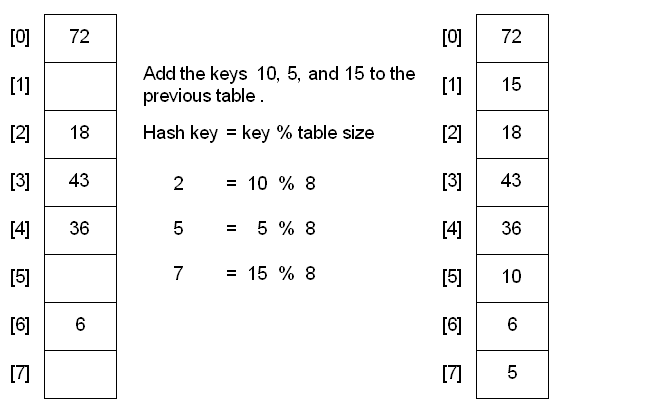 [0] 72
[1]
[2] 18
[3] 43
[4] 36
[5]
[6] 6
[7]
Add the keys 10, 5, and 15 to the
previous table .
Hash key = key % table size
2 = 10 % 8
5 = 5 % 8
7 = 15 % 8
[0] 72
[1] 15
[2] 18
[3] 43
[4] 36
[5] 10
[6] 6
[7] 5